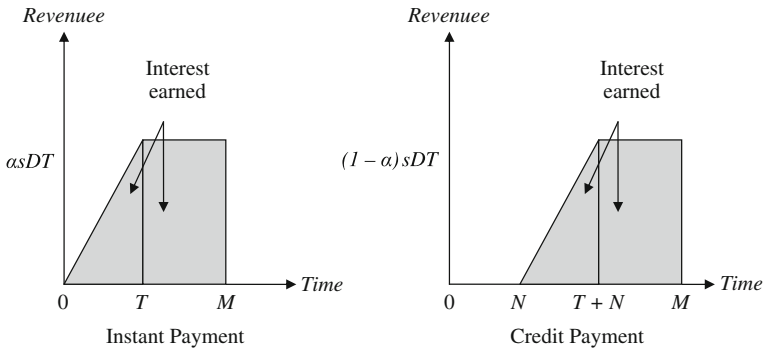 Revenuee
Interest
earned
αsDT
Time
0
T
M
Instant Payment
Revenuee
Interest
earned
(1 – α) sDT
Time
0
N
T + N
M
Credit Payment